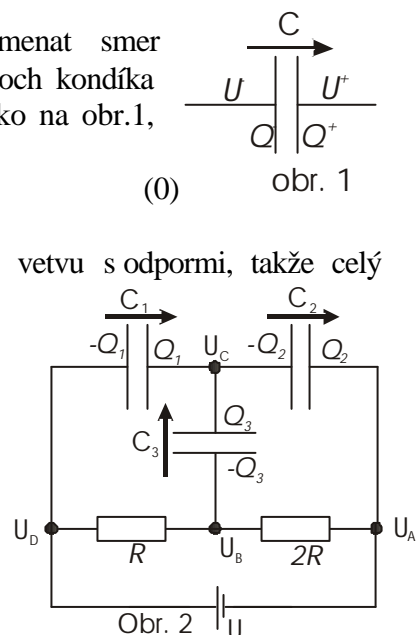 menat smer
och kondíka
ko na obr.1,
(0)
C
U- U+
Q Q+
obr. 1
vetvu s odpormi, takže celý
C1 C2
-Q1 Q1 UC -Q2 Q2
C3 Q3
-Q3
UD R UB 2R UA
Obr. 2 U